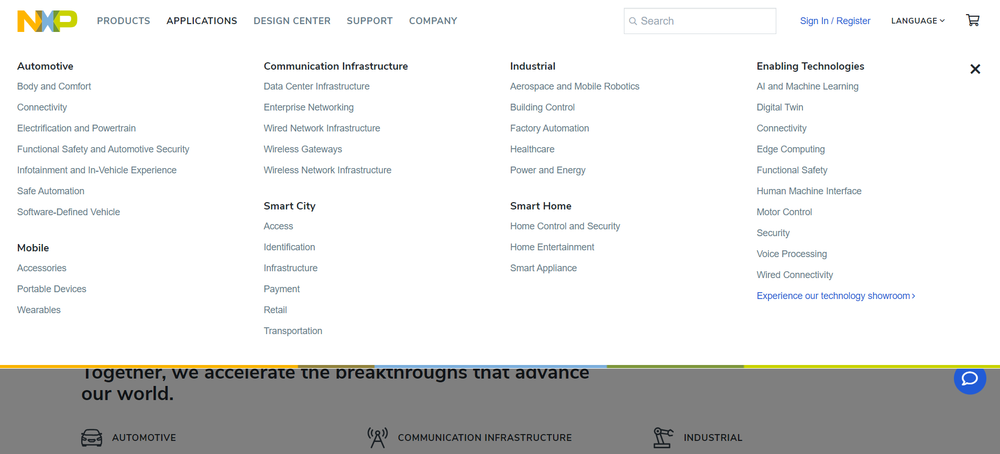 NXP
PRODUCTS
APPLICATIONS
DESIGN CENTER
SUPPORT
COMPANY
Search
Sign In / Register
LANGUAGE
Automotive
Body and Comfort
Connectivity
Electrification and Powertrain
Functional Safety and Automotive Security
Infotainment and In-Vehicle Experience
Safe Automation
Software-Defined Vehicle
Mobile
Accessories
Portable Devices
Wearables
Communication Infrastructure
Data Center Infrastructure
Enterprise Networking
Wired Network Infrastructure
Wireless Gateways
Wireless Network Infrastructure
Smart City
Access
Identification
Infrastructure
Payment
Retail
Transportation
Industrial
Aerospace and Mobile Robotics
Building Control
Factory Automation
Healthcare
Power and Energy
Smart Home
Home Control and Security
Home Entertainment
Smart Appliance
Enabling Technologies
AI and Machine Learning
Digital Twin
Connectivity
Edge Computing
Functional Safety
Human Machine Interface
Motor Control
Security
Voice Processing
Wired Connectivity
Experience our technology showroom
Together, we accelerate the breakthroughs that advance
our world.
AUTOMOTIVE
COMMUNICATION INFRASTRUCTURE
INDUSTRIAL